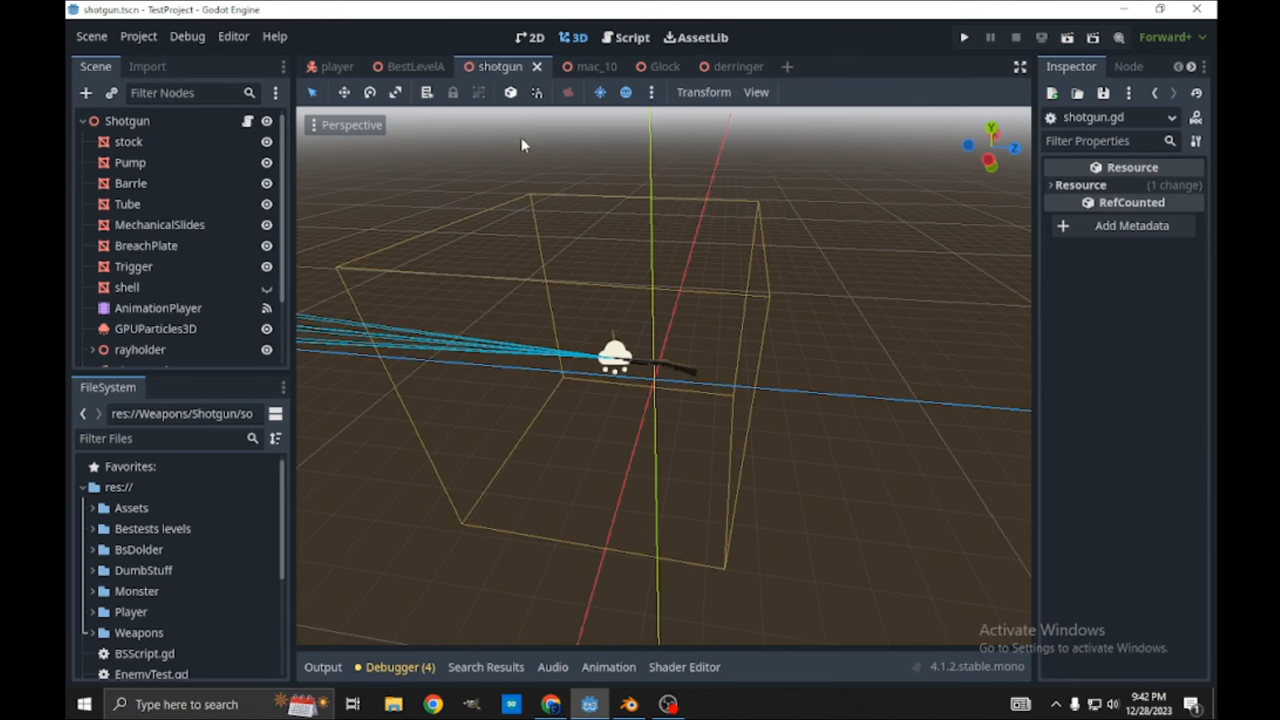 shotgun.tscn - TestProject - Godot Engine
Scene Project Debug Editor Help
2D 3D Script AssetLib
Forward+
Scene Import
player BestLevelA shotgun mac_10 Glock derringer
Inspector Node
Filter Nodes
Transform View
Shotgun
stock
Pump
Barrle
Tube
MechanicalSlides
BreachPlate
Trigger
shell
AnimationPlayer
GPUParticles3D
rayholder
Perspective
Y
Z
shotgun.gd
Filter Properties
Resource
Resource (1 change)
RefCounted
Add Metadata
FileSystem
res://Weapons/Shotgun/so
Filter Files
Favorites:
res://
Assets
Bestests levels
BsDolder
DumbStuff
Monster
Player
Weapons
BSScript.gd
EnemyTest.gd
Activate Windows
Go to Settings to activate Windows.
Output Debugger (4) Search Results Audio Animation Shader Editor
4.1.2.stable.mono
Type here to search
9:42 PM
12/28/2023
1